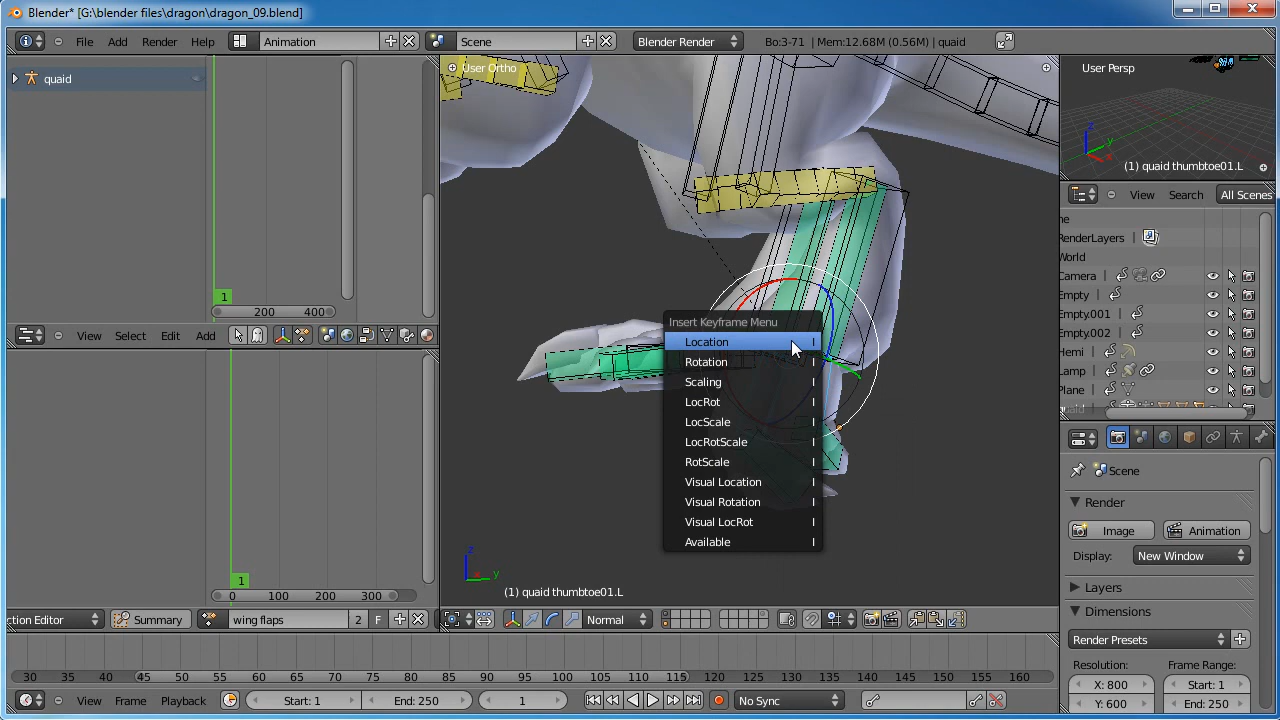 Blender* [G:\blender files\dragon\dragon_09.blend]
File Add Render Help Animation Scene Blender Render Bo:3-71 | Mem:12.68M (0.56M) | quaid
quaid
User Ortho
User Persp
(1) quaid thumbtoe01.L
View Search All Scenes
ne
RenderLayers |
World
Camera |
Empty |
Empty.001
Empty.002
Hemi |
Lamp |
Plane |
1
200 400
View Select Edit Add
Insert Keyframe Menu
Location I
Rotation I
Scaling I
LocRot I
LocScale I
LocRotScale I
RotScale I
Visual Location I
Visual Rotation I
Visual LocRot I
Available I
z
y
(1) quaid thumbtoe01.L
1
0 100 200 300
ction Editor Summary wing flaps 2 F
Normal
Scene
Render
Image Animation
Display: New Window
Layers
Dimensions
Render Presets
Resolution: Frame Range:
X: 800 Start: 1
Y: 600 End: 250
30 35 40 45 50 55 60 65 70 75 80 85 90 95 100 105 110 115 120 125 130 135 140 145 150 155 160
View Frame Playback Start: 1 End: 250 1 No Sync